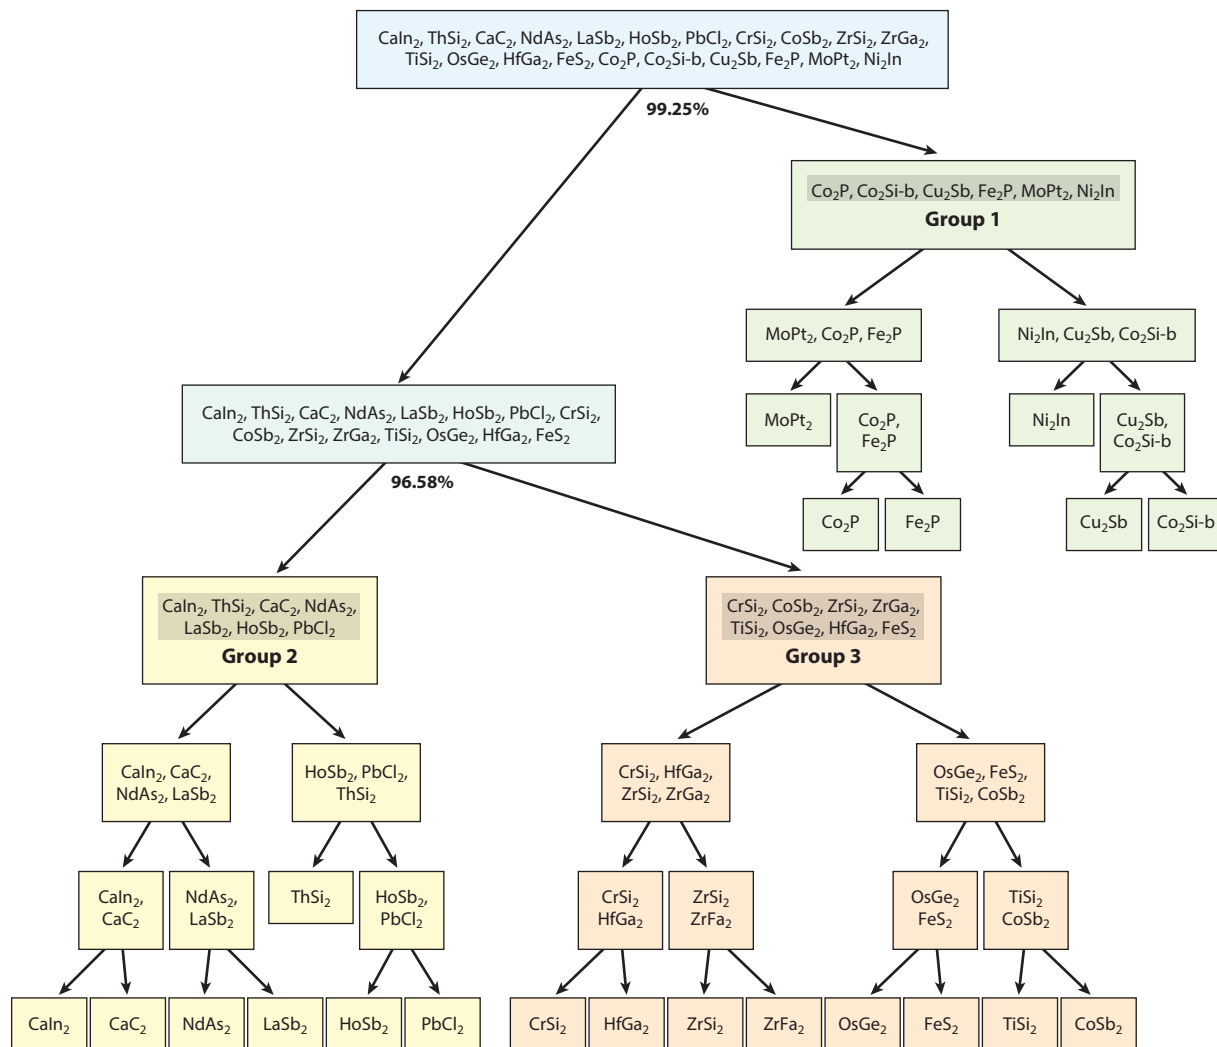 CaIn₂, ThSi₂, CaC₂, NdAs₂, LaSb₂, HoSb₂, PbCl₂, CrSi₂, CoSb₂, ZrSi₂, ZrGa₂,
TiSi₂, OsGe₂, HfGa₂, FeS₂, Co₂P, Co₂Si-b, Cu₂Sb, Fe₂P, MoPt₂, Ni₂In
99.25%
Co₂P, Co₂Si-b, Cu₂Sb, Fe₂P, MoPt₂, Ni₂In
Group 1
MoPt₂, Co₂P, Fe₂P
Ni₂In, Cu₂Sb, Co₂Si-b
MoPt₂
Co₂P,
Fe₂P
Ni₂In
Cu₂Sb,
Co₂Si-b
Co₂P
Fe₂P
Cu₂Sb
Co₂Si-b
CaIn₂, ThSi₂, CaC₂, NdAs₂, LaSb₂, HoSb₂, PbCl₂, CrSi₂,
CoSb₂, ZrSi₂, ZrGa₂, TiSi₂, OsGe₂, HfGa₂, FeS₂
96.58%
CaIn₂, ThSi₂, CaC₂, NdAs₂,
LaSb₂, HoSb₂, PbCl₂
Group 2
CrSi₂, CoSb₂, ZrSi₂, ZrGa₂,
TiSi₂, OsGe₂, HfGa₂, FeS₂
Group 3
CaIn₂, CaC₂,
NdAs₂, LaSb₂
HoSb₂, PbCl₂,
ThSi₂
CrSi₂, HfGa₂,
ZrSi₂, ZrGa₂
OsGe₂, FeS₂,
TiSi₂, CoSb₂
CaIn₂,
CaC₂
NdAs₂,
LaSb₂
ThSi₂
HoSb₂,
PbCl₂
CrSi₂
HfGa₂
ZrSi₂
ZrFa₂
OsGe₂
FeS₂
TiSi₂
CoSb₂
CaIn₂
CaC₂
NdAs₂
LaSb₂
HoSb₂
PbCl₂
CrSi₂
HfGa₂
ZrSi₂
ZrFa₂
OsGe₂
FeS₂
TiSi₂
CoSb₂